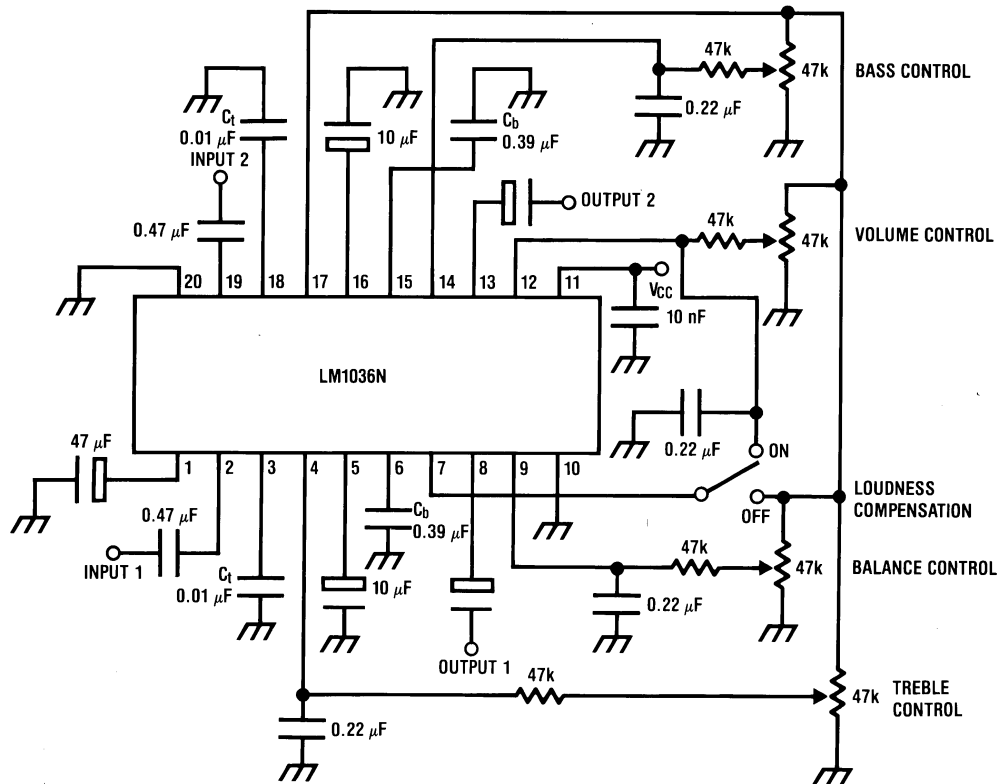 47k
47k
BASS CONTROL
0.22 µF
Ct
0.01 µF
10 µF
Cb
0.39 µF
INPUT 2
OUTPUT 2
0.47 µF
47k
47k
VOLUME CONTROL
20
19
18
17
16
15
14
13
12
11
VCC
10 nF
LM1036N
0.22 µF
ON
47 µF
1
2
3
4
5
6
7
8
9
10
LOUDNESS
COMPENSATION
OFF
0.47 µF
Cb
0.39 µF
INPUT 1
Ct
0.01 µF
10 µF
47k
47k
BALANCE CONTROL
0.22 µF
OUTPUT 1
47k
47k
TREBLE
CONTROL
0.22 µF